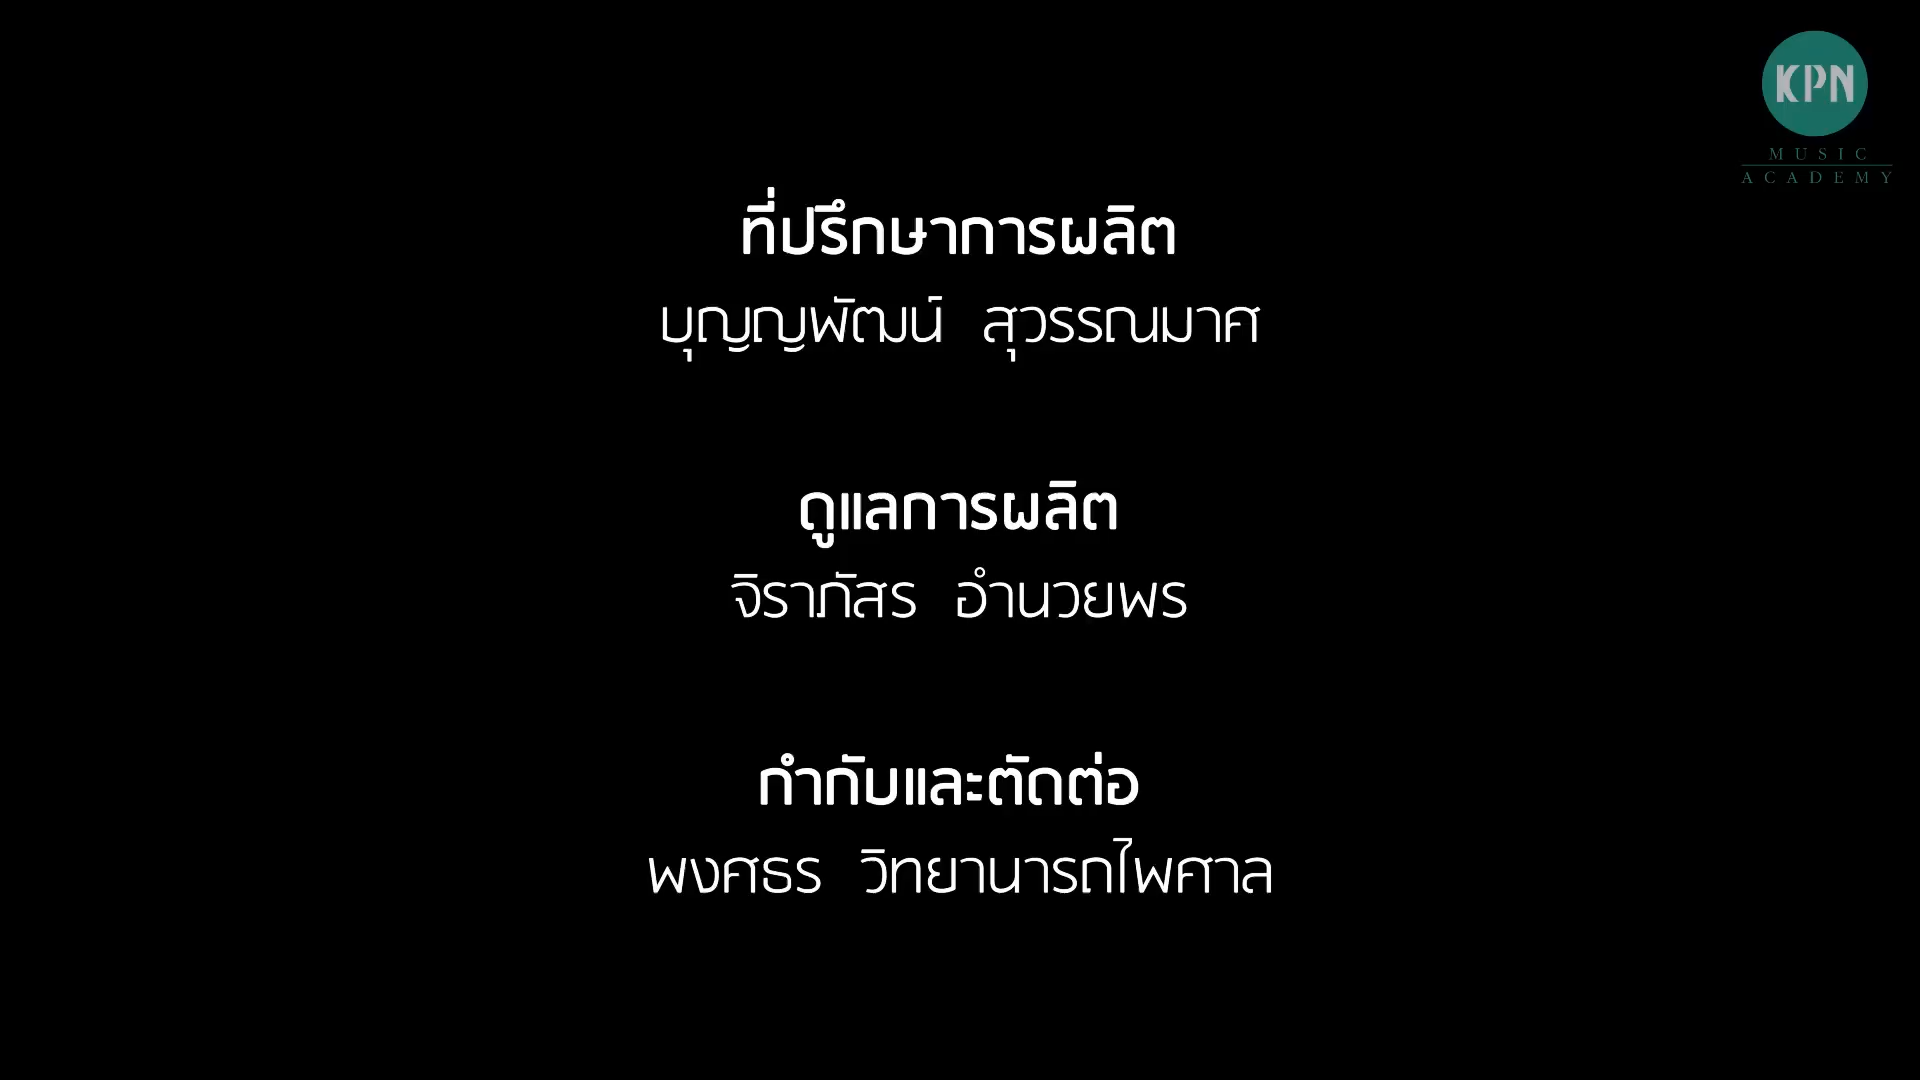 KPN
MUSIC
ACADEMY
ที่ปรึกษาการผลิต
บุญญพัฒน์ สุวรรณมาศ
ดูแลการผลิต
จิราภัสร อำนวยพร
กำกับและตัดต่อ
พงศธร วิทยานารถไพศาล